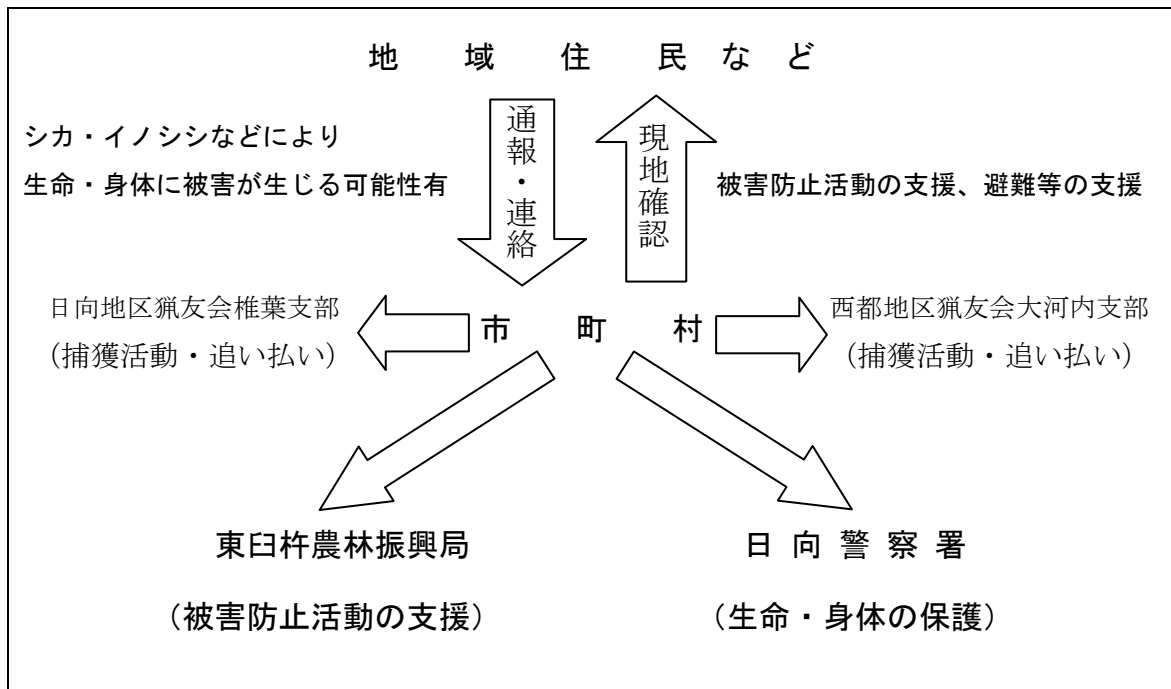 地域住民など
シカ・イノシシなどにより
生命・身体に被害が生じる可能性有
通報・連絡
現地確認
被害防止活動の支援、避難等の支援
日向地区猟友会椎葉支部
(捕獲活動・追い払い)
市町村
西都地区猟友会大河内支部
(捕獲活動・追い払い)
東臼杵農林振興局
(被害防止活動の支援)
日向警察署
(生命・身体の保護)